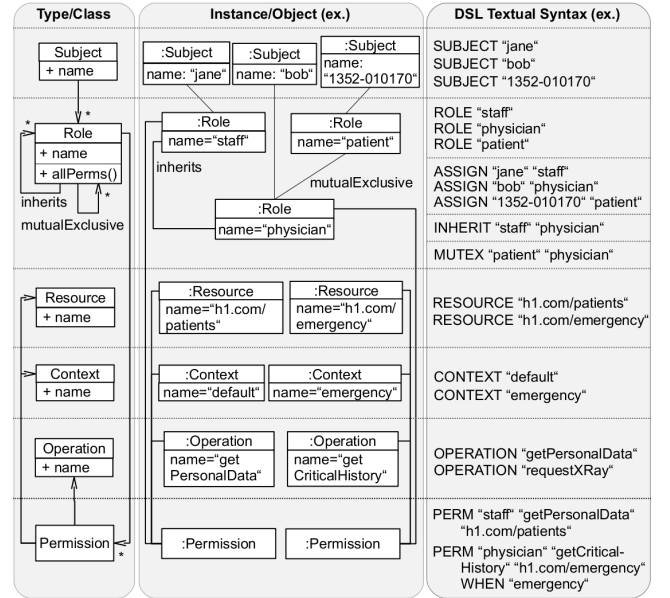 Type/Class
Instance/Object (ex.)
DSL Textual Syntax (ex.)
Subject
+ name
*
*
Role
+ name
+ allPerms()
inherits
*
mutualExclusive
:Subject
name: “jane“
:Subject
name: “bob“
:Subject
name:
“1352-010170“
:Role
name=“staff“
:Role
name=“patient“
inherits
mutualExclusive
:Role
name=“physician“
SUBJECT “jane“
SUBJECT “bob“
SUBJECT “1352-010170“
ROLE “staff“
ROLE “physician“
ROLE “patient“
ASSIGN “jane“ “staff“
ASSIGN “bob“ “physician“
ASSIGN “1352-010170“ “patient“
INHERIT “staff“ “physician“
MUTEX “patient“ “physician“
Resource
+ name
:Resource
name=“h1.com/
patients“
:Resource
name=“h1.com/
emergency“
RESOURCE “h1.com/patients“
RESOURCE “h1.com/emergency“
Context
+ name
:Context
name=“default“
:Context
name=“emergency“
CONTEXT “default“
CONTEXT “emergency“
Operation
+ name
:Operation
name=“get
PersonalData“
:Operation
name=“get
CriticalHistory“
OPERATION “getPersonalData“
OPERATION “requestXRay“
Permission
*
:Permission
:Permission
PERM “staff“ “getPersonalData“
“h1.com/patients“
PERM “physician“ “getCritical-
History“ “h1.com/emergency“
WHEN “emergency“